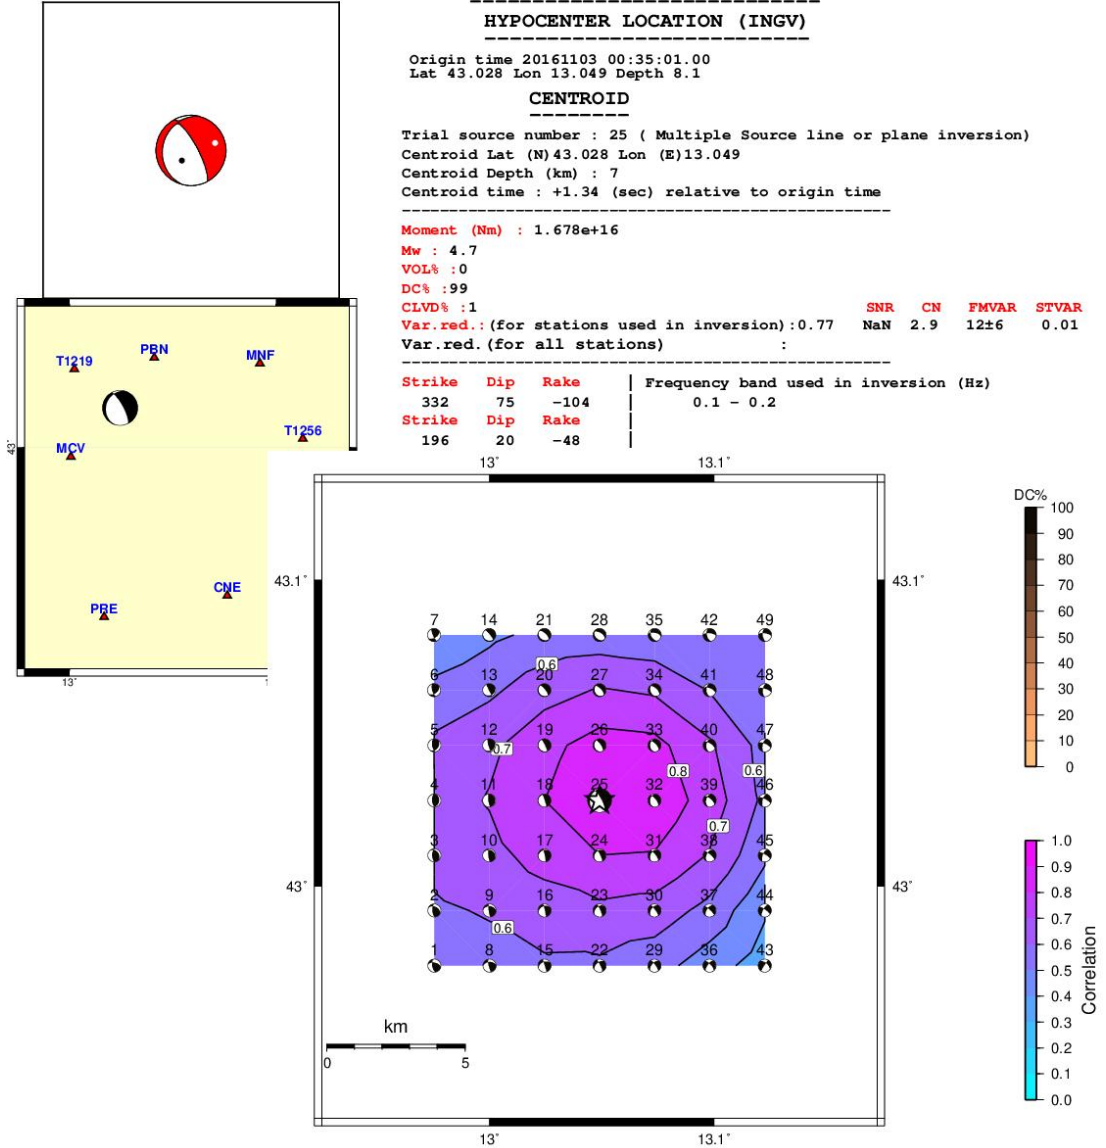 HYPOCENTER LOCATION (INGV)
Origin time 20161103 00:35:01.00
Lat 43.028 Lon 13.049 Depth 8.1
CENTROID
Trial source number : 25 ( Multiple Source line or plane inversion)
Centroid Lat (N)43.028 Lon (E)13.049
Centroid Depth (km) : 7
Centroid time : +1.34 (sec) relative to origin time
Moment (Nm) : 1.678e+16
Mw : 4.7
VOL% :0
DC% :99
CLVD% :1
SNR CN FMVAR STVAR
Var.red.:(for stations used in inversion):0.77 NaN 2.9 12±6 0.01
Var.red.(for all stations) :
Strike Dip Rake | Frequency band used in inversion (Hz)
332 75 -104 | 0.1 - 0.2
Strike Dip Rake |
196 20 -48 |
T1219 PBN MNF
T1256
MCV
43°
CNE
PRE
13°
13° 13.1°
43.1° 43.1°
7 14 21 28 35 42 49
0.6
6 13 20 27 34 41 48
5 12 19 26 33 40 47
0.7
0.8 0.6
4 11 18 25 32 39 46
0.7
3 10 17 24 31 38 45
43° 43°
2 9 16 23 30 37 44
0.6
1 8 15 22 29 36 43
km
0 5
13° 13.1°
DC%
100
90
80
70
60
50
40
30
20
10
0
1.0
0.9
0.8
0.7
0.6
0.5
0.4
0.3
0.2
0.1
0.0
Correlation